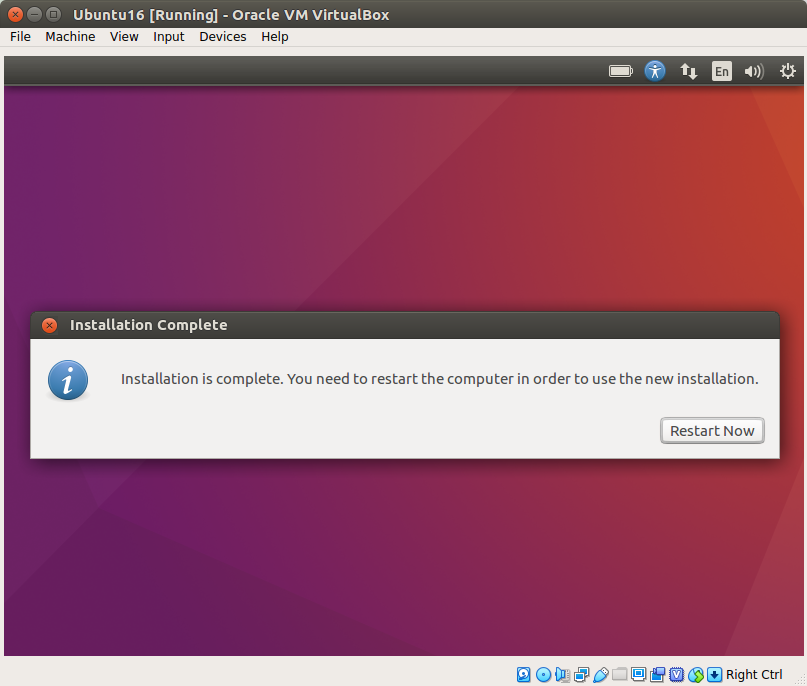 Ubuntu16 [Running] - Oracle VM VirtualBox
File Machine View Input Devices Help
En
Installation Complete
Installation is complete. You need to restart the computer in order to use the new installation.
Restart Now
Right Ctrl